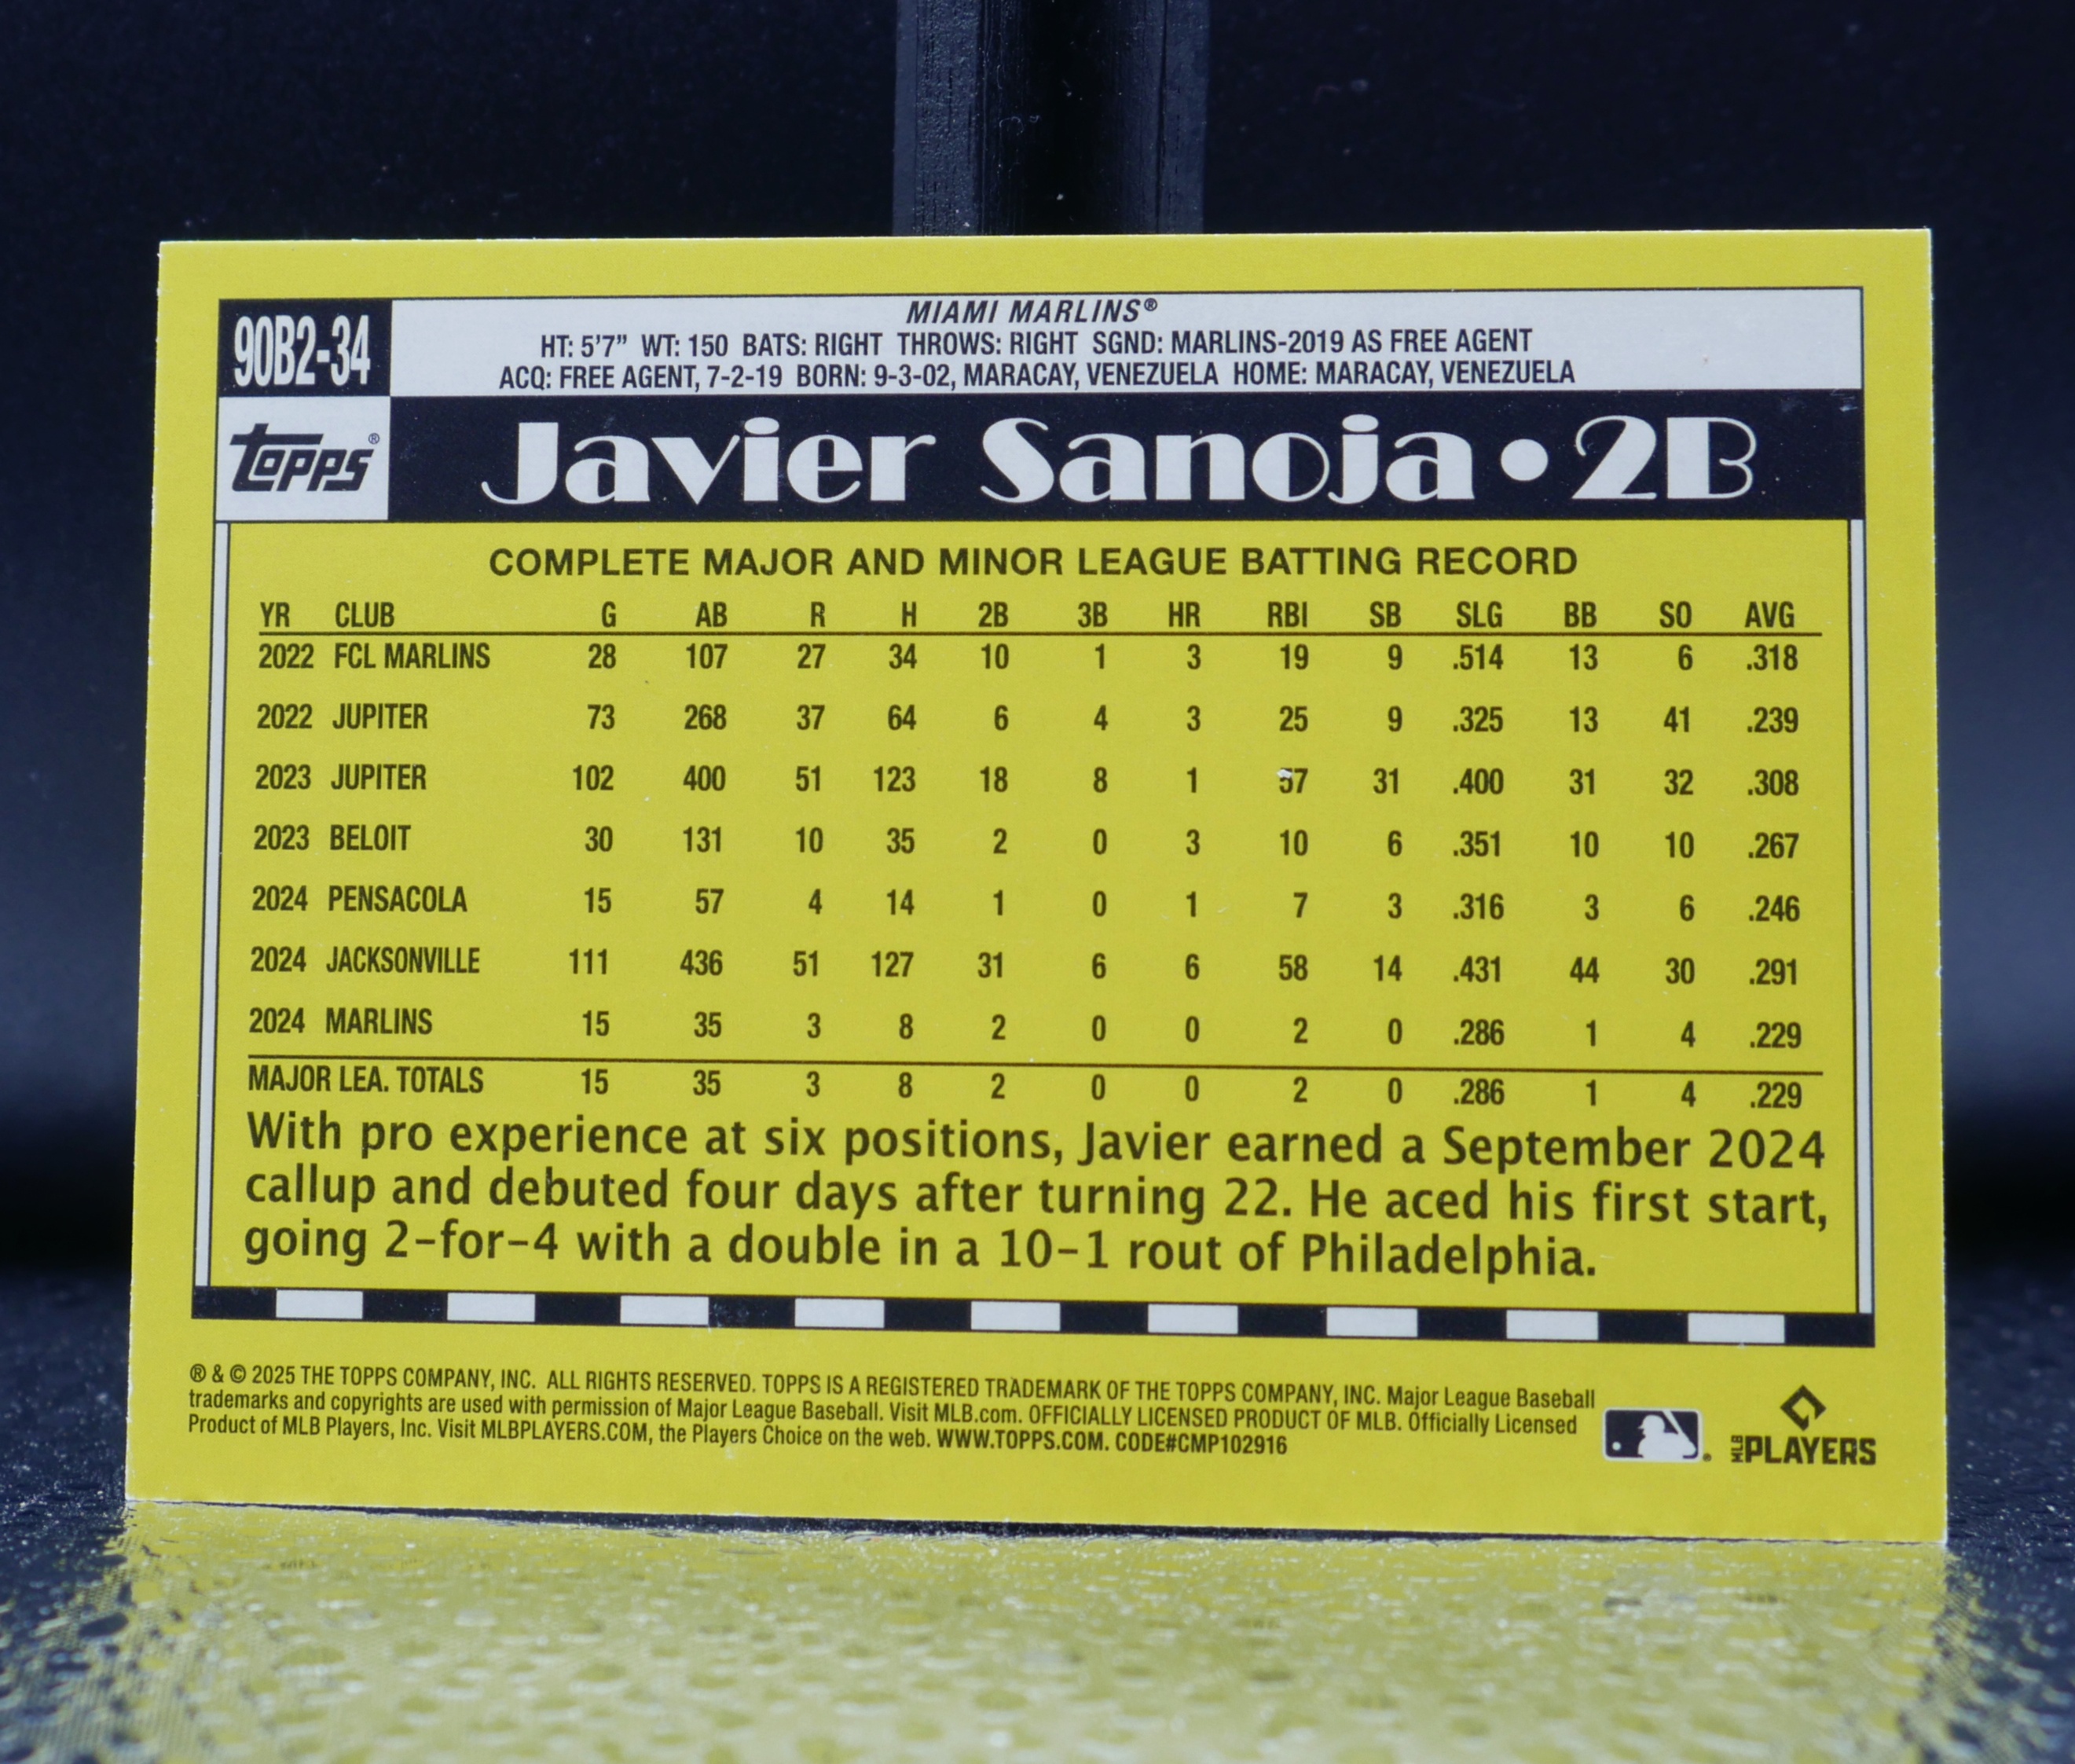 90B2-34
MIAMI MARLINS®
HT: 5'7" WT: 150 BATS: RIGHT THROWS: RIGHT SGND: MARLINS-2019 AS FREE AGENT
ACQ: FREE AGENT, 7-2-19 BORN: 9-3-02, MARACAY, VENEZUELA HOME: MARACAY, VENEZUELA
Topps®
Javier Sanoja • 2B
COMPLETE MAJOR AND MINOR LEAGUE BATTING RECORD
YR CLUB G AB R H 2B 3B HR RBI SB SLG BB SO AVG
2022 FCL MARLINS 28 107 27 34 10 1 3 19 9 .514 13 6 .318
2022 JUPITER 73 268 37 64 6 4 3 25 9 .325 13 41 .239
2023 JUPITER 102 400 51 123 18 8 1 57 31 .400 31 32 .308
2023 BELOIT 30 131 10 35 2 0 3 10 6 .351 10 10 .267
2024 PENSACOLA 15 57 4 14 1 0 1 7 3 .316 3 6 .246
2024 JACKSONVILLE 111 436 51 127 31 6 6 58 14 .431 44 30 .291
2024 MARLINS 15 35 3 8 2 0 0 2 0 .286 1 4 .229
MAJOR LEA. TOTALS 15 35 3 8 2 0 0 2 0 .286 1 4 .229
With pro experience at six positions, Javier earned a September 2024
callup and debuted four days after turning 22. He aced his first start,
going 2-for-4 with a double in a 10-1 rout of Philadelphia.
® & © 2025 THE TOPPS COMPANY, INC. ALL RIGHTS RESERVED. TOPPS IS A REGISTERED TRADEMARK OF THE TOPPS COMPANY, INC. Major League Baseball
trademarks and copyrights are used with permission of Major League Baseball. Visit MLB.com. OFFICIALLY LICENSED PRODUCT OF MLB. Officially Licensed
Product of MLB Players, Inc. Visit MLBPLAYERS.COM, the Players Choice on the web. WWW.TOPPS.COM. CODE#CMP102916
MLB PLAYERS